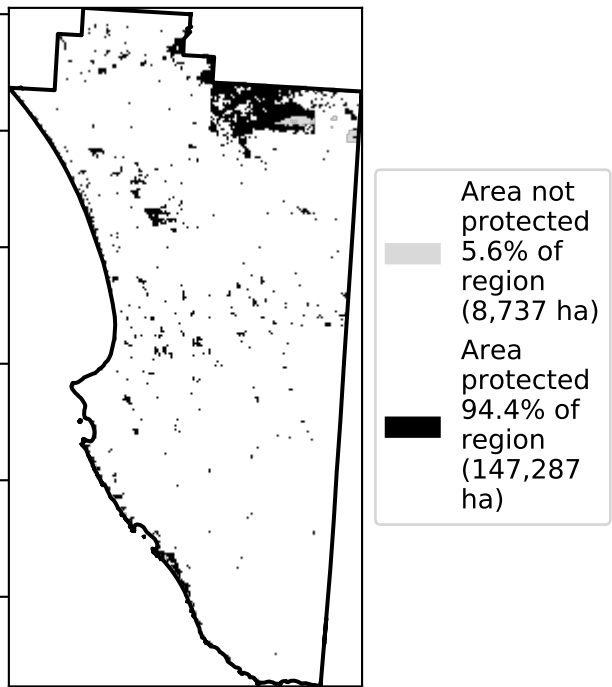 Area not
protected
5.6% of
region
(8,737 ha)
Area
protected
94.4% of
region
(147,287
ha)